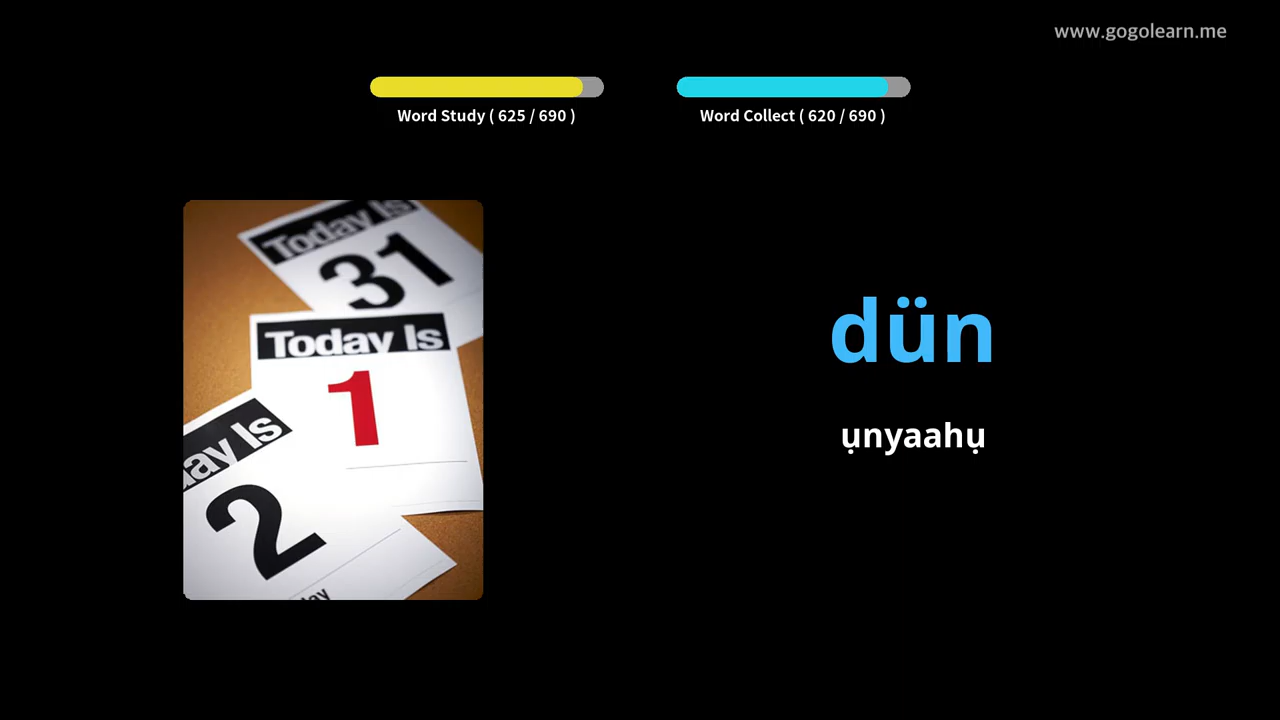 www.gogolearn.me
Word Study ( 625 / 690 )
Word Collect ( 620 / 690 )
Today Is
31
Today Is
1
day Is
2
dün
ụnyaahụ